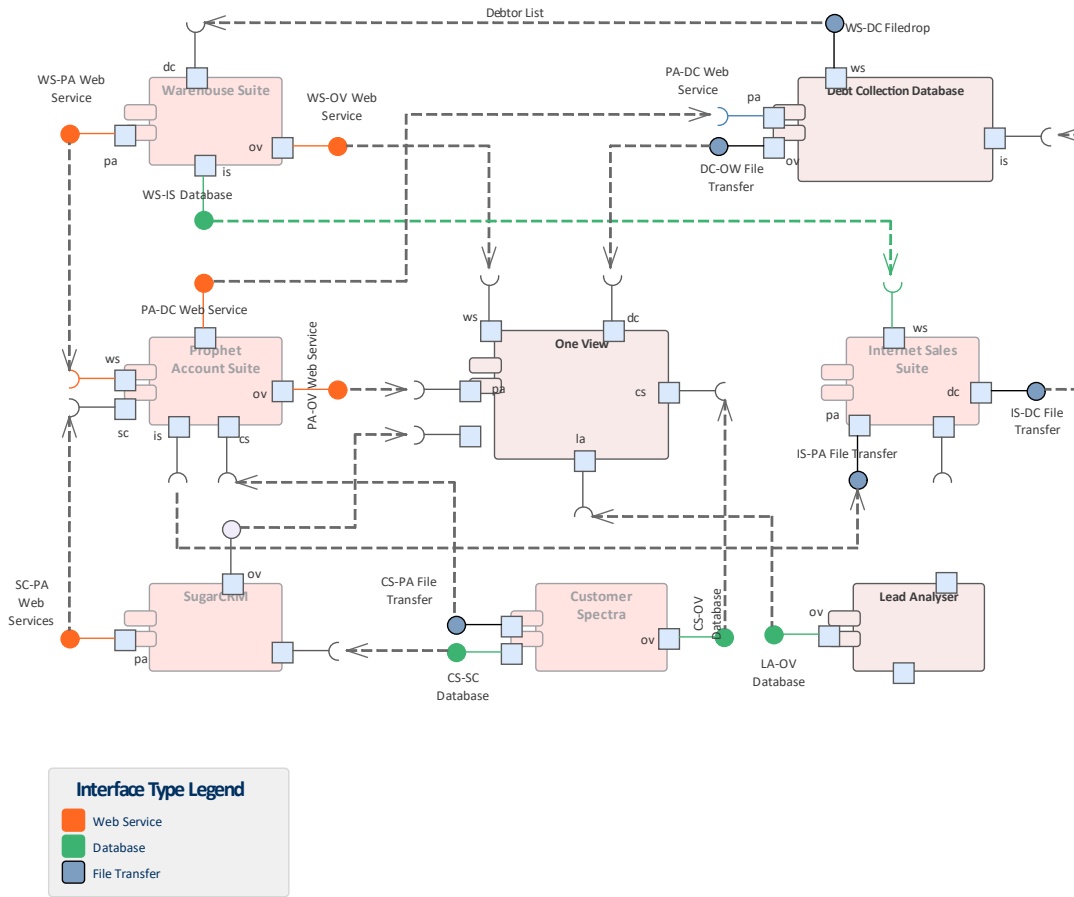 Debtor List
WS-DC Filedrop
dc
ws
WS-PA Web
Service
Warehouse Suite
WS-OV Web
Service
PA-DC Web
Service
pa
Debt Collection Database
ov
pa
is
ov
is
DC-OW File
Transfer
WS-IS Database
PA-DC Web Service
ws
dc
ws
One View
Prophet
Account Suite
Internet Sales
Suite
ws
ov
PA-OV Web Service
pa
cs
dc
pa
IS-DC File
Transfer
sc
is
cs
la
IS-PA File Transfer
ov
SC-PA
Web
Services
SugarCRM
CS-PA File
Transfer
Customer
Spectra
CS-OV
Database
Lead Analyser
ov
pa
ov
CS-SC
Database
LA-OV
Database
Interface Type Legend
Web Service
Database
File Transfer